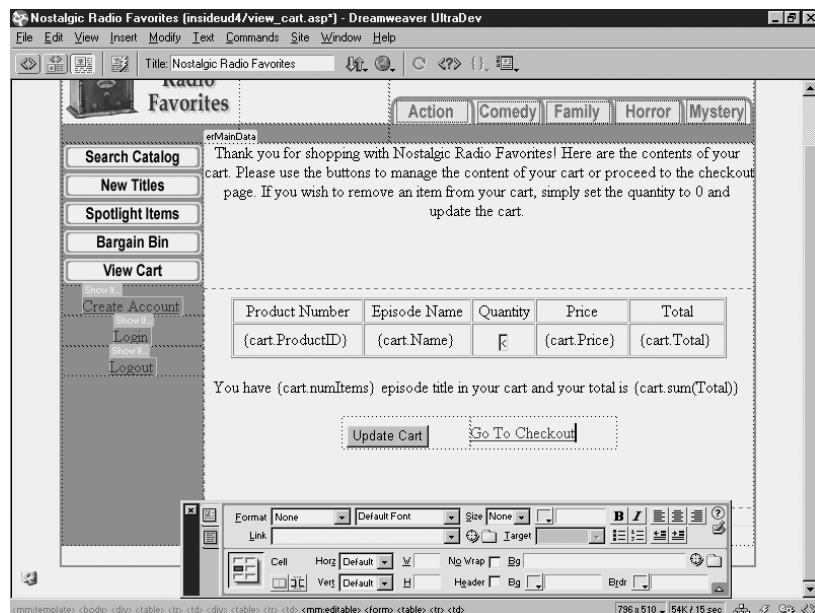 Nostalgic Radio Favorites (insideud4/view_cart.asp*) - Dreamweaver UltraDev
File Edit View Insert Modify Text Commands Site Window Help
Title: Nostalgic Radio Favorites
Radio
Favorites
Action Comedy Family Horror Mystery
erMainData
Search Catalog
New Titles
Spotlight Items
Bargain Bin
View Cart
Show If...
Create Account
Show If...
Login
Show If...
Logout
Thank you for shopping with Nostalgic Radio Favorites! Here are the contents of your
cart. Please use the buttons to manage the content of your cart or proceed to the checkout
page. If you wish to remove an item from your cart, simply set the quantity to 0 and
update the cart.
Product Number Episode Name Quantity Price Total
{cart.ProductID} {cart.Name} {cart.Price} {cart.Total}
You have {cart.numItems} episode title in your cart and your total is {cart.sum(Total)}
Update Cart Go To Checkout
Format None Default Font Size None B I
Link Target
Cell Horz Default W No Wrap Bg
Vert Default H Header Bg Brdr
<mm:template> <body> <div> <table> <tr> <td> <div> <table> <tr> <td> <mm:editable> <form> <table> <tr> <td> 796 x 510 54K / 15 sec